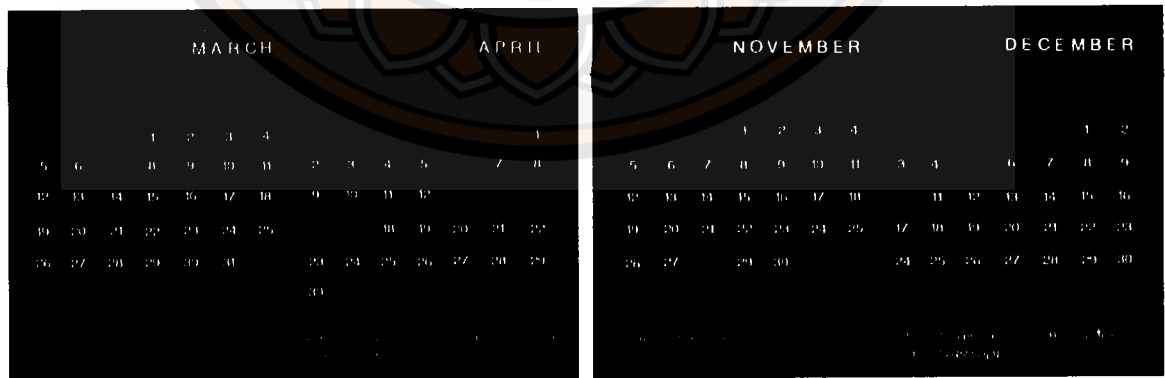 MARCH
1 2 3 4
5 6 8 9 10 11
12 13 14 15 16 17 18
19 20 21 22 23 24 25
26 27 28 29 30 31
APRIL
1
2 3 4 5 7 8
9 10 11 12
18 19 20 21 22
23 24 25 26 27 28 29
30
NOVEMBER
1 2 3 4
5 6 7 8 9 10 11
12 13 14 15 16 17 18
19 20 21 22 23 24 25
26 27 29 30
DECEMBER
1 2
3 4 6 7 8 9
11 12 13 14 15 16
17 18 19 20 21 22 23
24 25 26 27 28 29 30